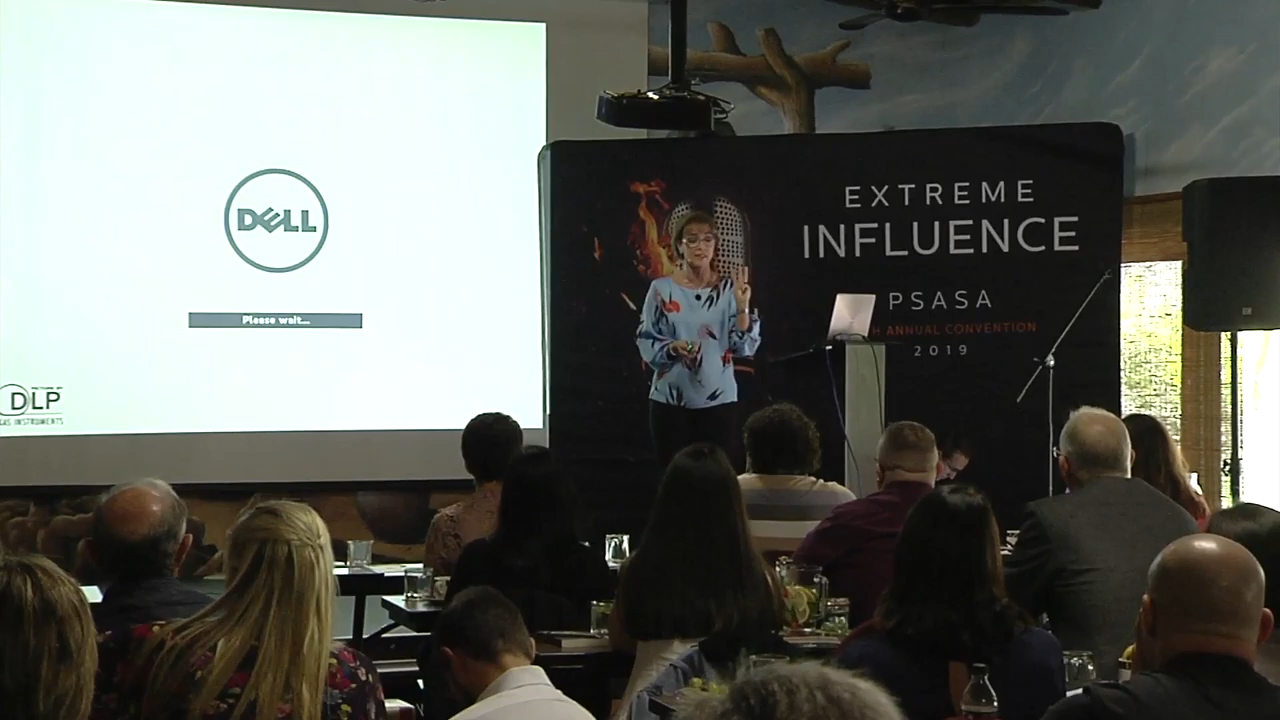 DELL
Please wait...
DLP
EXTREME
INFLUENCE
PSASA
H ANNUAL CONVENTION
2019